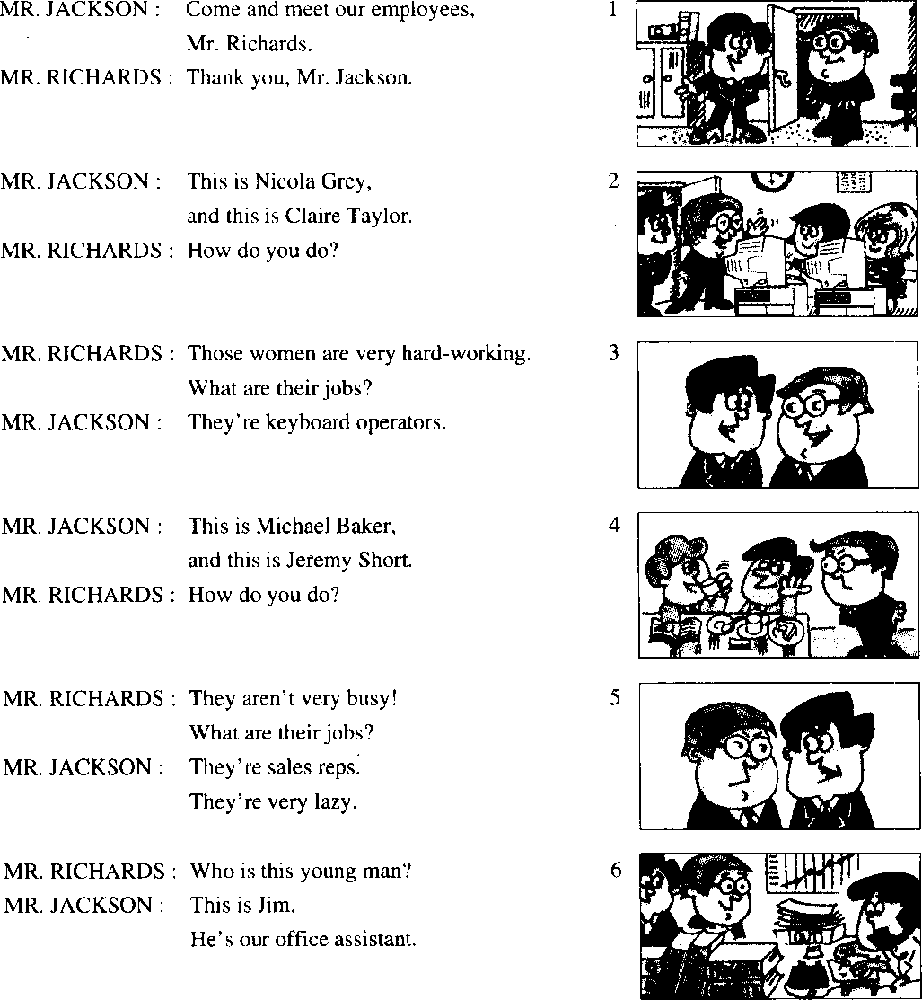 MR. JACKSON : Come and meet our employees, 1
Mr. Richards.
MR. RICHARDS : Thank you, Mr. Jackson.
MR. JACKSON : This is Nicola Grey, 2
and this is Claire Taylor.
MR. RICHARDS : How do you do?
MR. RICHARDS : Those women are very hard-working. 3
What are their jobs?
MR. JACKSON : They're keyboard operators.
MR. JACKSON : This is Michael Baker, 4
and this is Jeremy Short.
MR. RICHARDS : How do you do?
MR. RICHARDS : They aren't very busy! 5
What are their jobs?
MR. JACKSON : They're sales reps.
They're very lazy.
MR. RICHARDS : Who is this young man? 6
MR. JACKSON : This is Jim.
He's our office assistant.